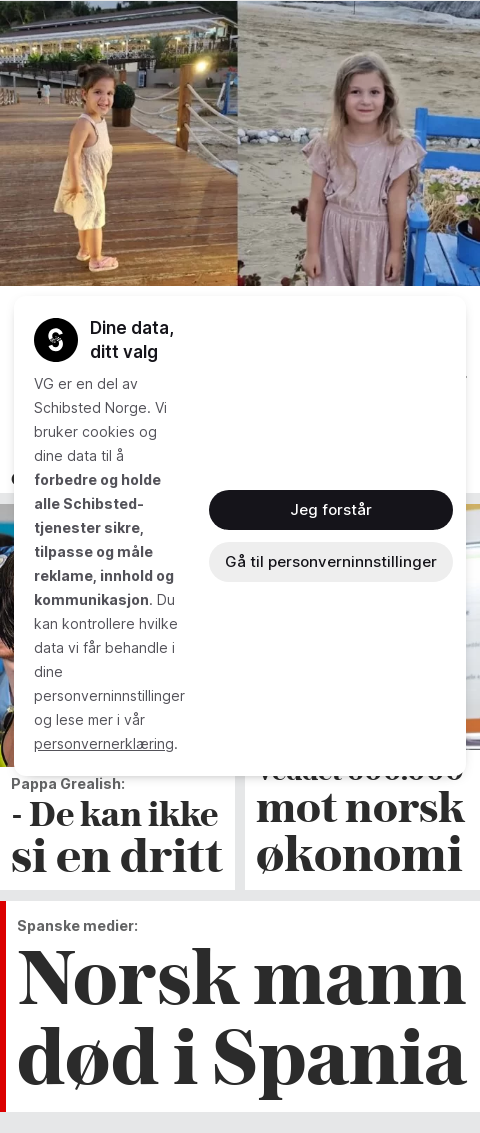 Dine data,
ditt valg
VG er en del av
Schibsted Norge. Vi
bruker cookies og
dine data til å
forbedre og holde
alle Schibsted-
tjenester sikre,
tilpasse og måle
reklame, innhold og
kommunikasjon. Du
kan kontrollere hvilke
data vi får behandle i
dine
personverninnstillinger
og lese mer i vår
personvernerklæring.
Jeg forstår
Gå til personverninnstillinger
Pappa Grealish:
- De kan ikke
si en dritt
mot norsk
økonomi
Spanske medier:
Norsk mann
død i Spania